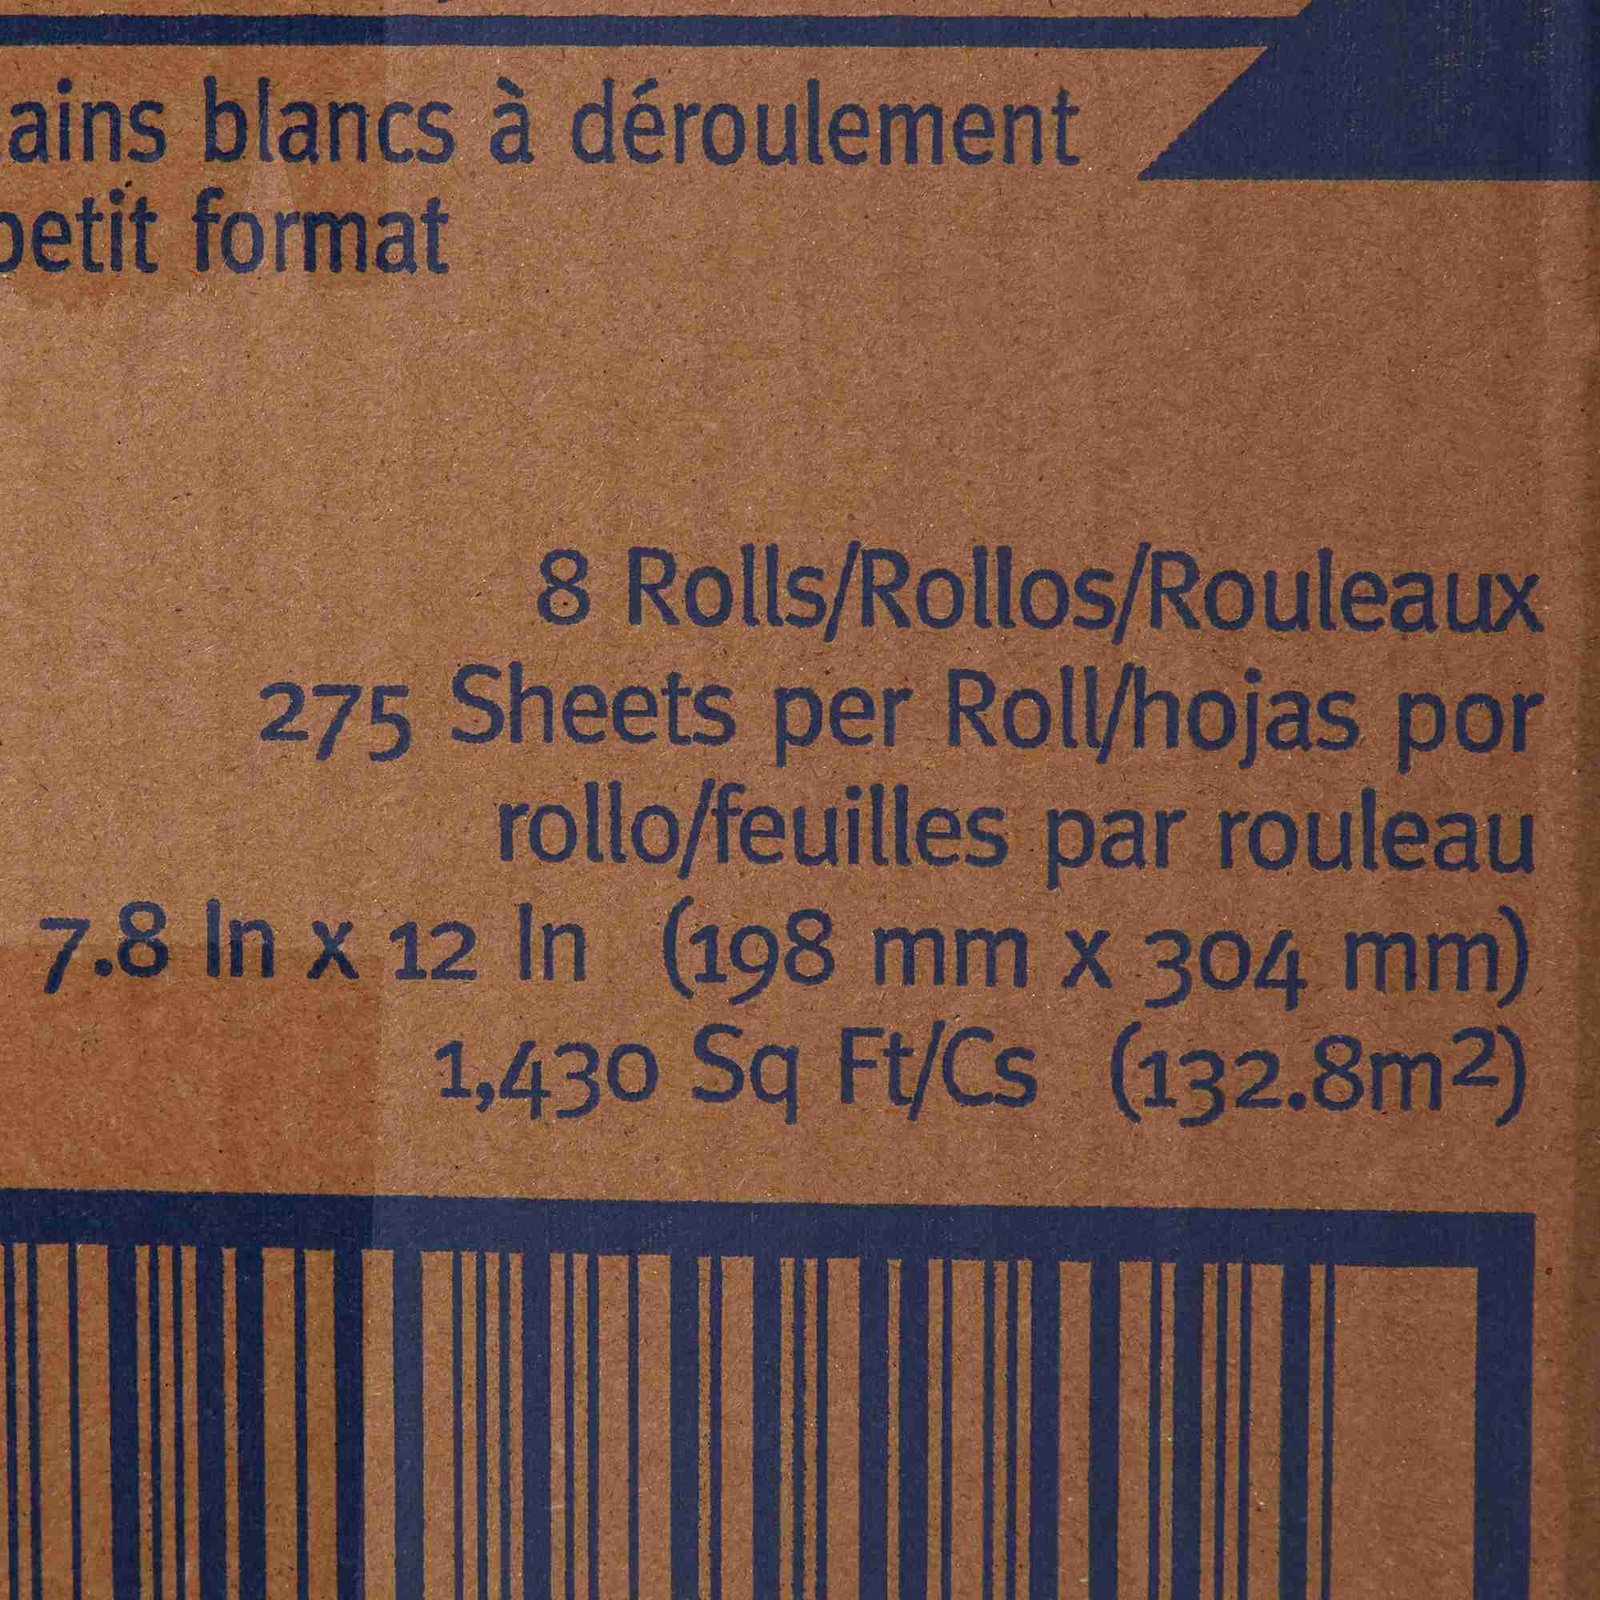 ains blancs à déroulement
petit format
8 Rolls/Rollos/Rouleaux
275 Sheets per Roll/hojas por
rollo/feuilles par rouleau
7.8 In x 12 In (198 mm x 304 mm)
1,430 Sq Ft/Cs (132.8m²)